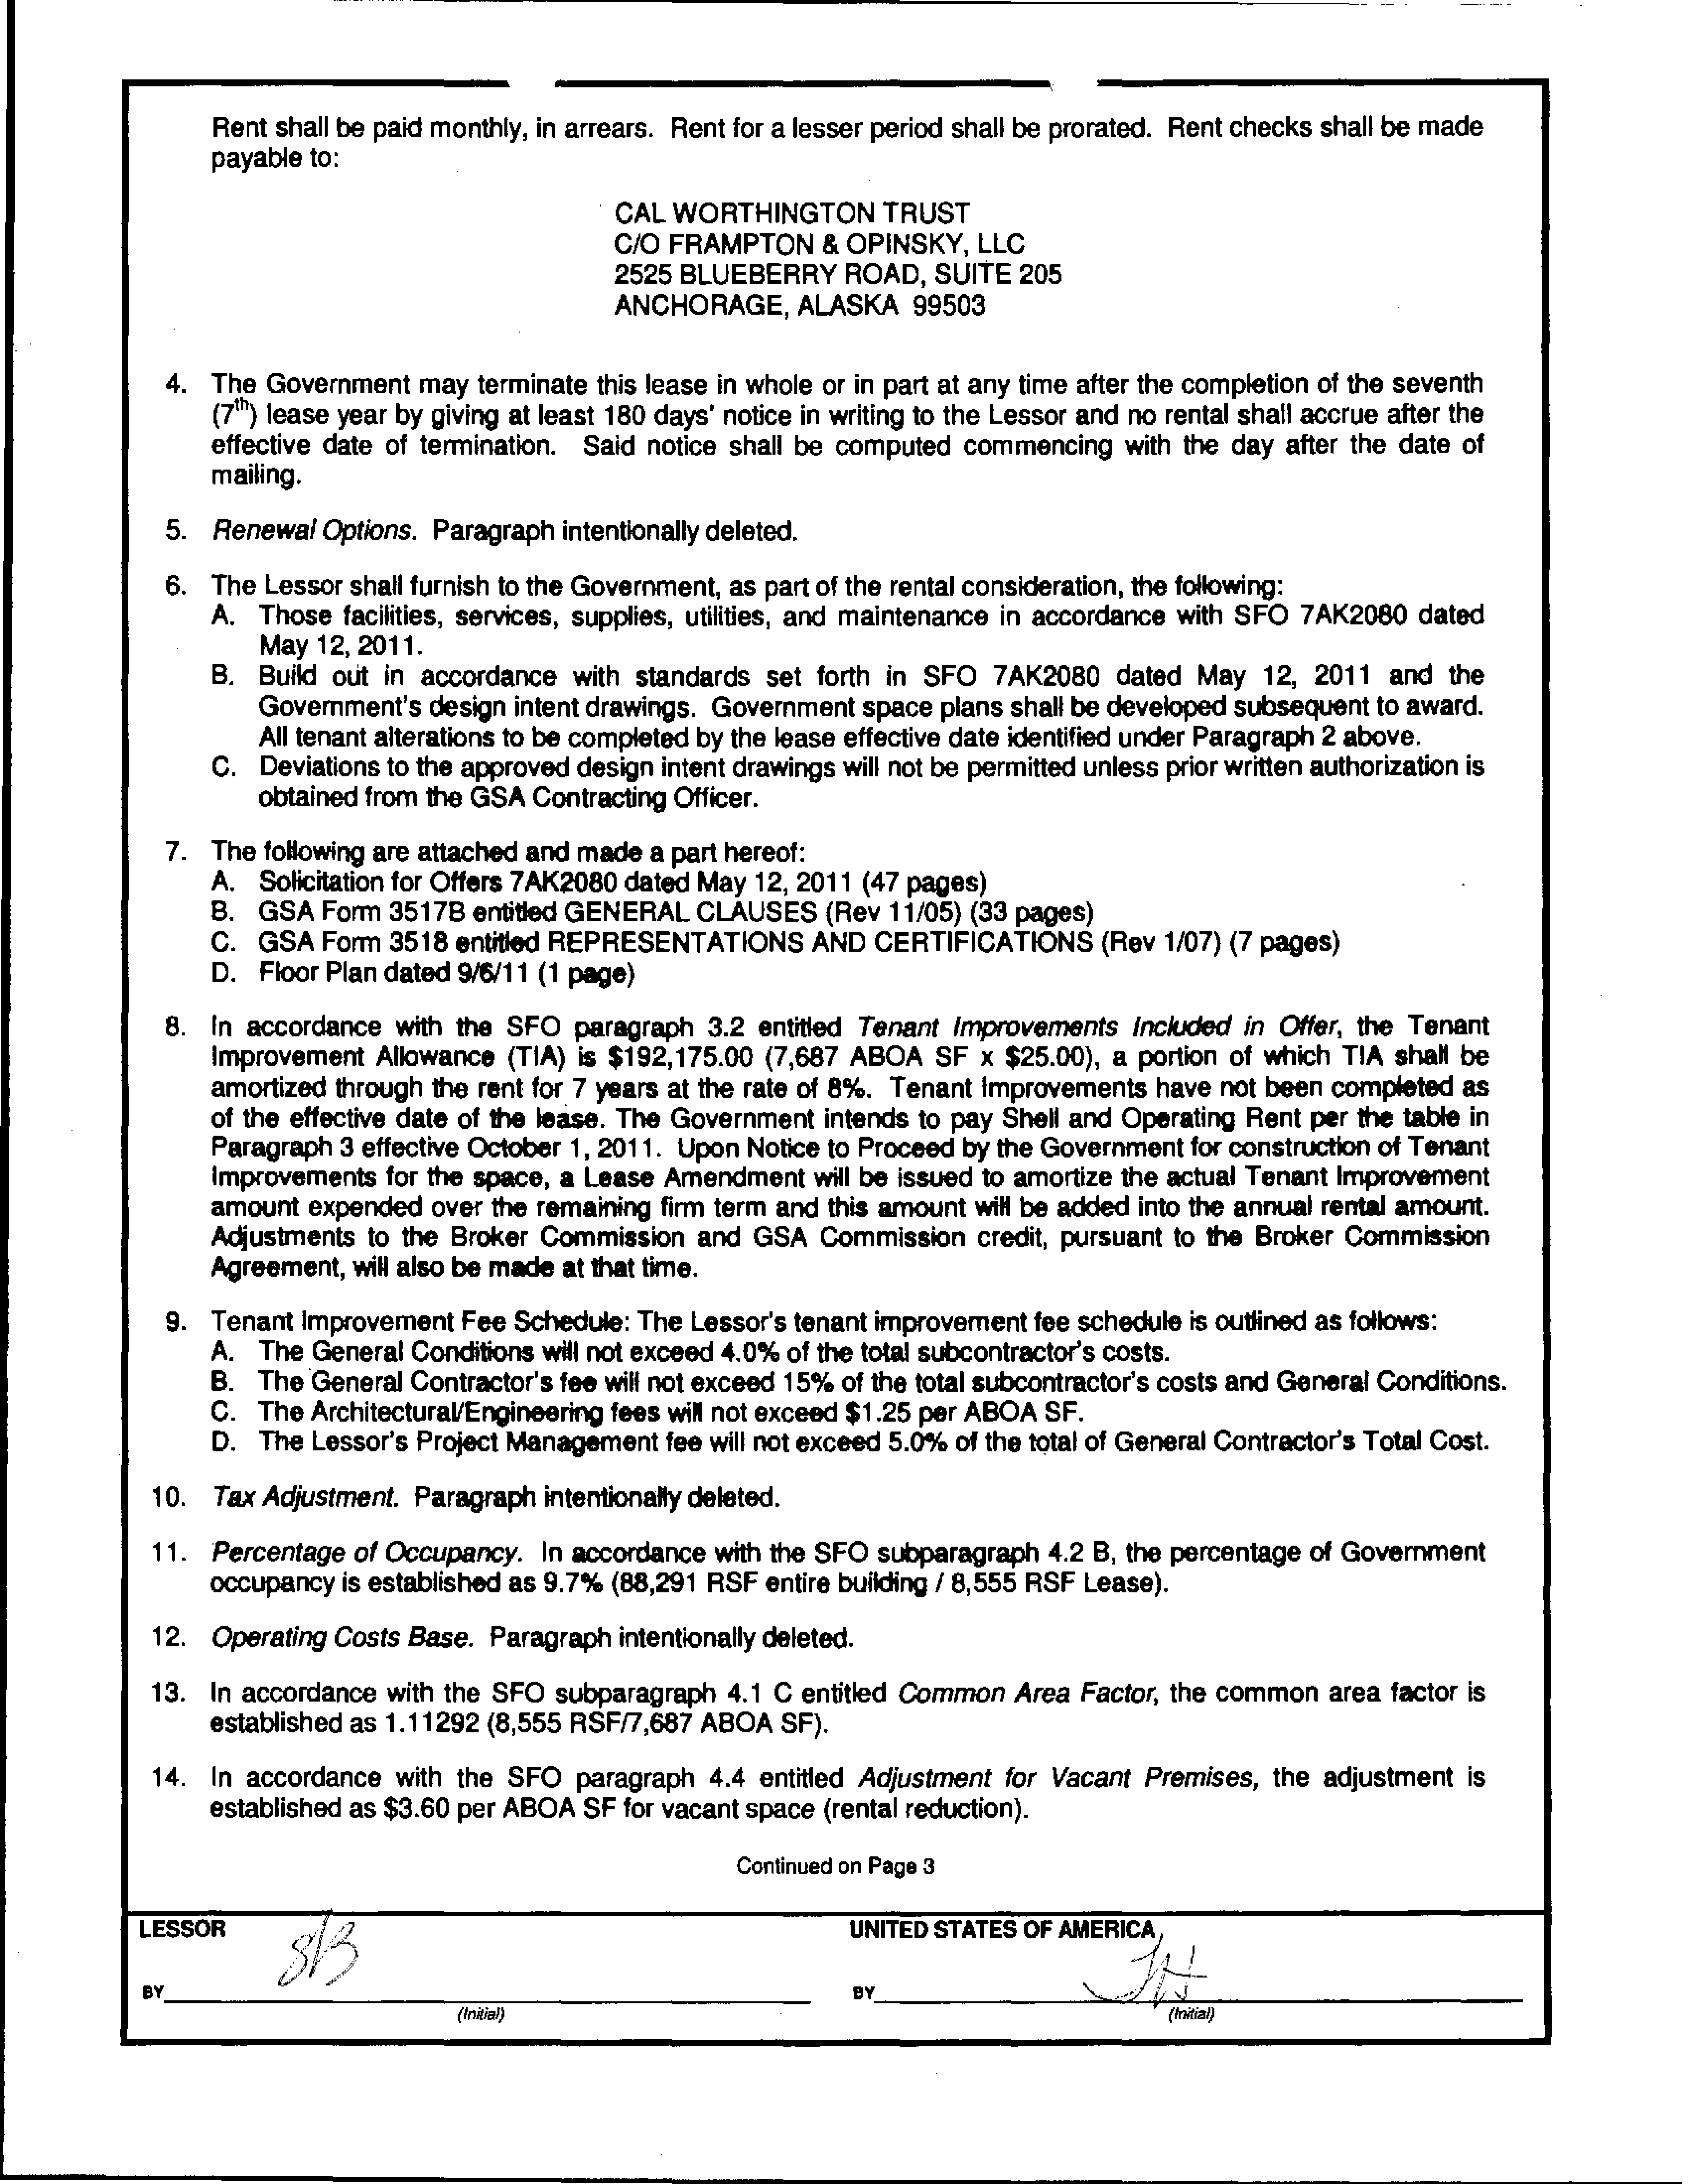 Rent shall be paid monthly, in arrears. Rent for a lesser period shall be prorated. Rent checks shall be made
payable to:
CAL WORTHINGTON TRUST
C/O FRAMPTON & OPINSKY, LLC
2525 BLUEBERRY ROAD, SUITE 205
ANCHORAGE, ALASKA 99503
4. The Government may terminate this lease in whole or in part at any time after the completion of the seventh
(7th) lease year by giving at least 180 days' notice in writing to the Lessor and no rental shall accrue after the
effective date of termination. Said notice shall be computed commencing with the day after the date of
mailing.
5. Renewal Options. Paragraph intentionally deleted.
6. The Lessor shall furnish to the Government, as part of the rental consideration, the following:
A. Those facilities, services, supplies, utilities, and maintenance in accordance with SFO 7AK2080 dated
May 12, 2011.
B. Build out in accordance with standards set forth in SFO 7AK2080 dated May 12, 2011 and the
Government's design intent drawings. Government space plans shall be developed subsequent to award.
All tenant alterations to be completed by the lease effective date identified under Paragraph 2 above.
C. Deviations to the approved design intent drawings will not be permitted unless prior written authorization is
obtained from the GSA Contracting Officer.
7. The following are attached and made a part hereof:
A. Solicitation for Offers 7AK2080 dated May 12, 2011 (47 pages)
B. GSA Form 3517B entitled GENERAL CLAUSES (Rev 11/05) (33 pages)
C. GSA Form 3518 entitled REPRESENTATIONS AND CERTIFICATIONS (Rev 1/07) (7 pages)
D. Floor Plan dated 9/6/11 (1 page)
8. In accordance with the SFO paragraph 3.2 entitled Tenant Improvements Included in Offer, the Tenant
Improvement Allowance (TIA) is $192,175.00 (7,687 ABOA SF x $25.00), a portion of which TIA shall be
amortized through the rent for 7 years at the rate of 8%. Tenant Improvements have not been completed as
of the effective date of the lease. The Government intends to pay Shell and Operating Rent per the table in
Paragraph 3 effective October 1, 2011. Upon Notice to Proceed by the Government for construction of Tenant
Improvements for the space, a Lease Amendment will be issued to amortize the actual Tenant Improvement
amount expended over the remaining firm term and this amount will be added into the annual rental amount.
Adjustments to the Broker Commission and GSA Commission credit, pursuant to the Broker Commission
Agreement, will also be made at that time.
9. Tenant Improvement Fee Schedule: The Lessor's tenant improvement fee schedule is outlined as follows:
A. The General Conditions will not exceed 4.0% of the total subcontractor's costs.
B. The General Contractor's fee will not exceed 15% of the total subcontractor's costs and General Conditions.
C. The Architectural/Engineering fees will not exceed $1.25 per ABOA SF.
D. The Lessor's Project Management fee will not exceed 5.0% of the total of General Contractor's Total Cost.
10. Tax Adjustment. Paragraph intentionally deleted.
11. Percentage of Occupancy. In accordance with the SFO subparagraph 4.2 B, the percentage of Government
occupancy is established as 9.7% (88,291 RSF entire building / 8,555 RSF Lease).
12. Operating Costs Base. Paragraph intentionally deleted.
13. In accordance with the SFO subparagraph 4.1 C entitled Common Area Factor, the common area factor is
established as 1.11292 (8,555 RSF/7,687 ABOA SF).
14. In accordance with the SFO paragraph 4.4 entitled Adjustment for Vacant Premises, the adjustment is
established as $3.60 per ABOA SF for vacant space (rental reduction).
Continued on Page 3
LESSOR UNITED STATES OF AMERICA
BY BY
(Initial) (Initial)